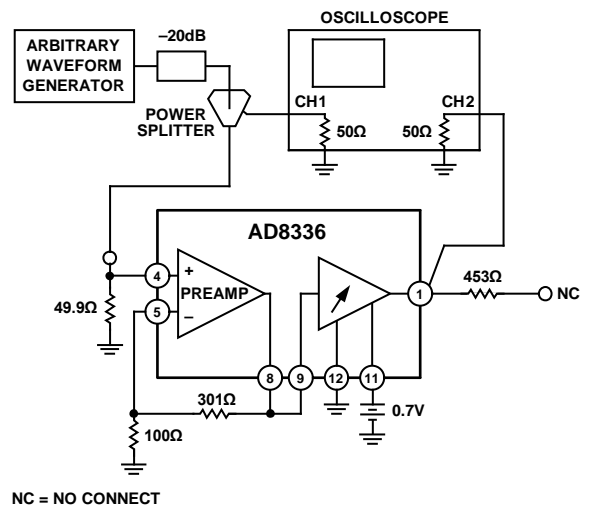 OSCILLOSCOPE
ARBITRARY
WAVEFORM
GENERATOR
–20dB
POWER
SPLITTER
CH1
CH2
50Ω
50Ω
AD8336
4
+
PREAMP
5
–
49.9Ω
1
453Ω
NC
8
9
12
11
301Ω
100Ω
0.7V
NC = NO CONNECT